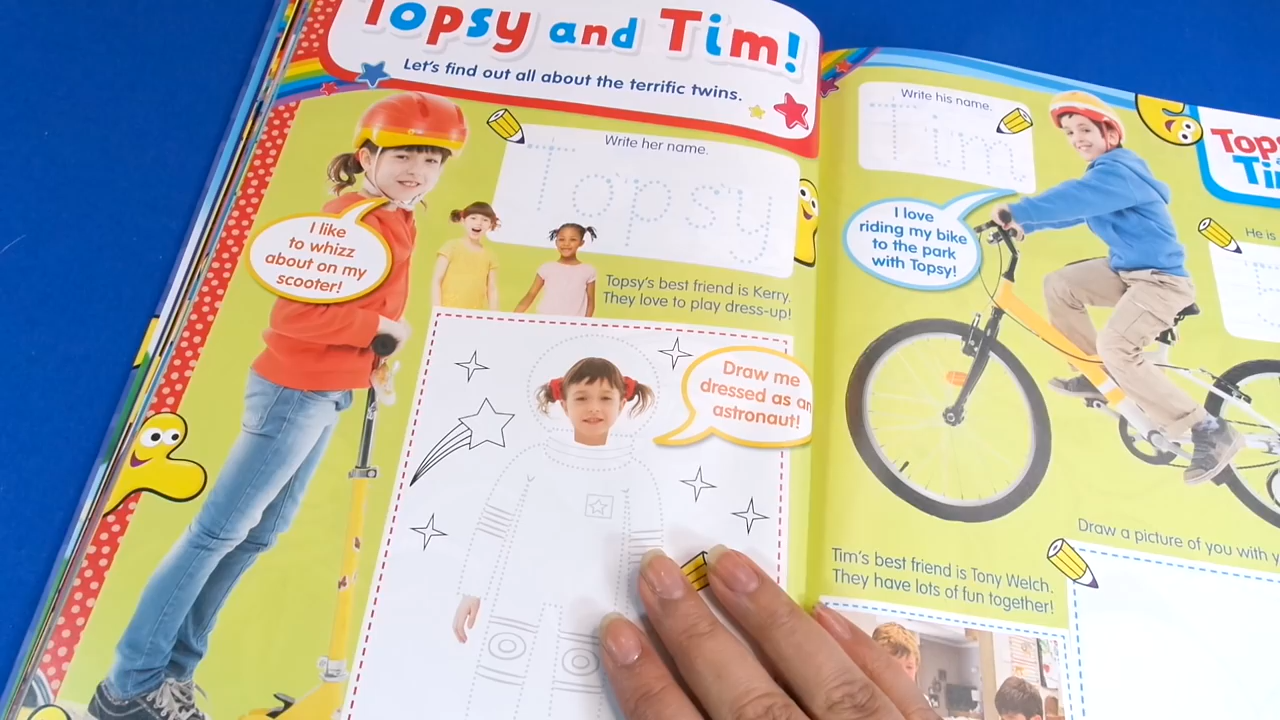 Topsy and Tim!
Let's find out all about the terrific twins.
Write her name.
Topsy
I like
to whizz
about on my
scooter!
Topsy's best friend is Kerry.
They love to play dress-up!
Draw me
dressed as an
astronaut!
Write his name.
Tim
I love
riding my bike
to the park
with Topsy!
He is
Tim's best friend is Tony Welch.
They have lots of fun together!
Draw a picture of you with